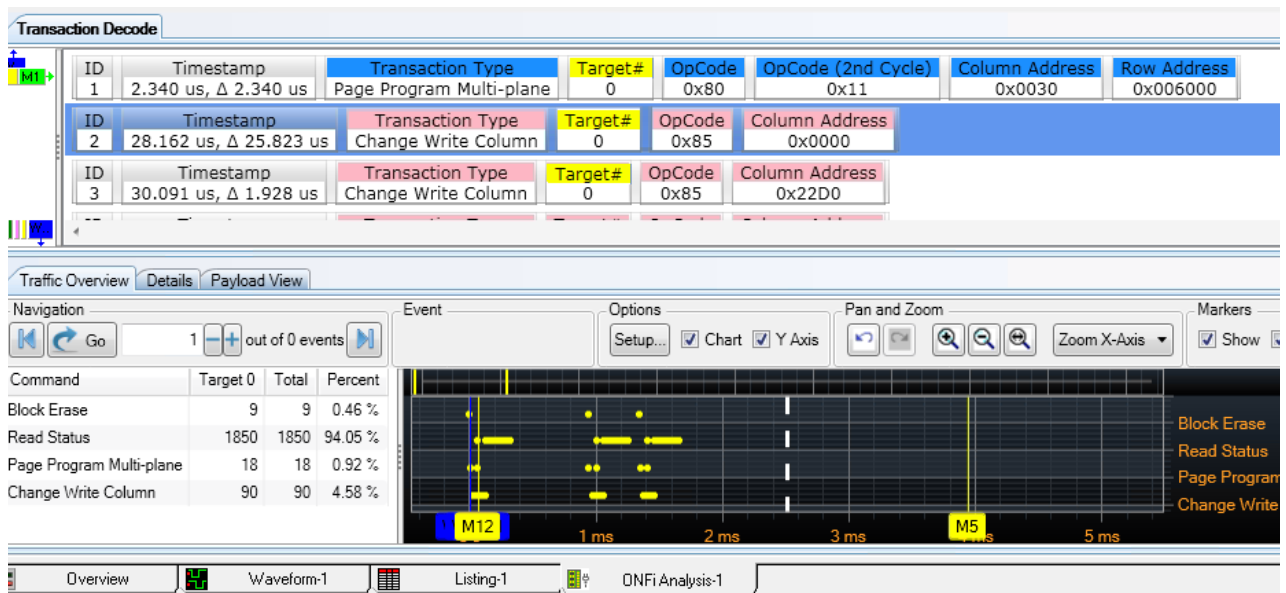 Transaction Decode
M1
ID Timestamp Transaction Type Target# OpCode OpCode (2nd Cycle) Column Address Row Address
1 2.340 us, Δ 2.340 us Page Program Multi-plane 0 0x80 0x11 0x0030 0x006000
ID Timestamp Transaction Type Target# OpCode Column Address
2 28.162 us, Δ 25.823 us Change Write Column 0 0x85 0x0000
ID Timestamp Transaction Type Target# OpCode Column Address
3 30.091 us, Δ 1.928 us Change Write Column 0 0x85 0x22D0
Traffic Overview Details Payload View
Navigation Event Options Pan and Zoom Markers
Go 1 out of 0 events Setup... Chart Y Axis Zoom X-Axis Show
Command Target 0 Total Percent
Block Erase 9 9 0.46 %
Read Status 1850 1850 94.05 %
Page Program Multi-plane 18 18 0.92 %
Change Write Column 90 90 4.58 %
Block Erase
Read Status
Page Program
Change Write
M12 M5
1 ms 2 ms 3 ms 5 ms
Overview Waveform-1 Listing-1 ONFi Analysis-1